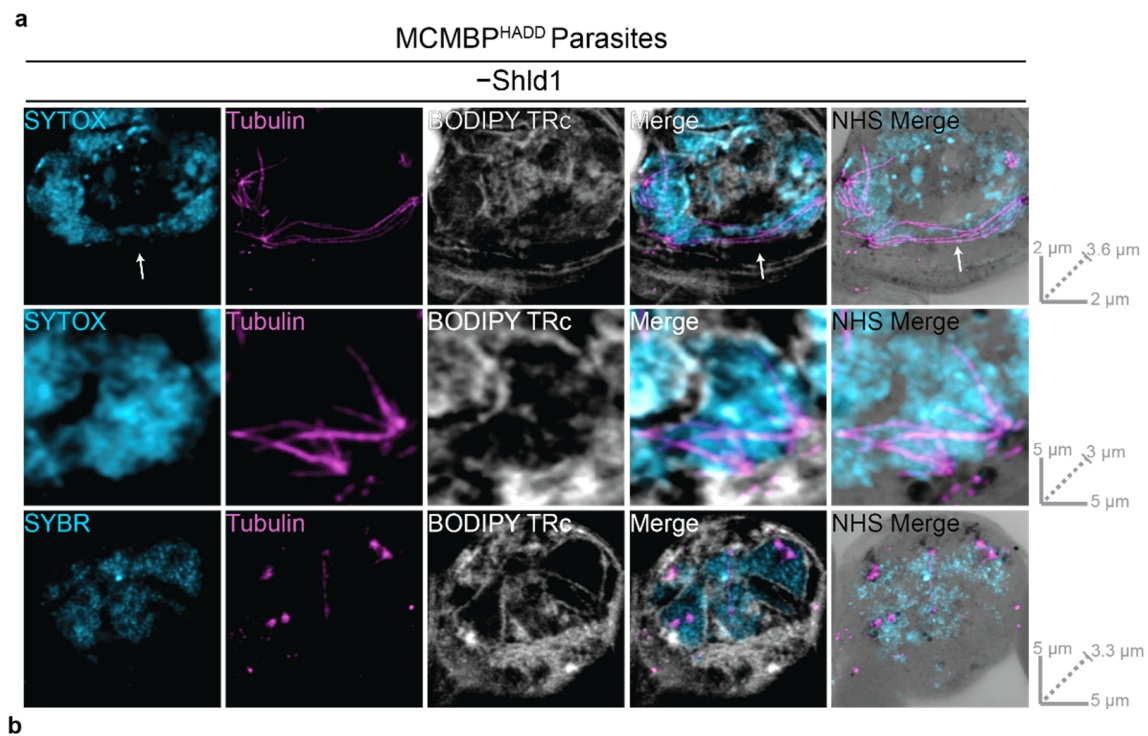 a
MCMBPHADD Parasites
−Shld1
SYTOX Tubulin BODIPY TRc Merge NHS Merge
2 µm 3.6 µm
2 µm
SYTOX Tubulin BODIPY TRc Merge NHS Merge
5 µm 3 µm
5 µm
SYBR Tubulin BODIPY TRc Merge NHS Merge
5 µm 3.3 µm
5 µm
b